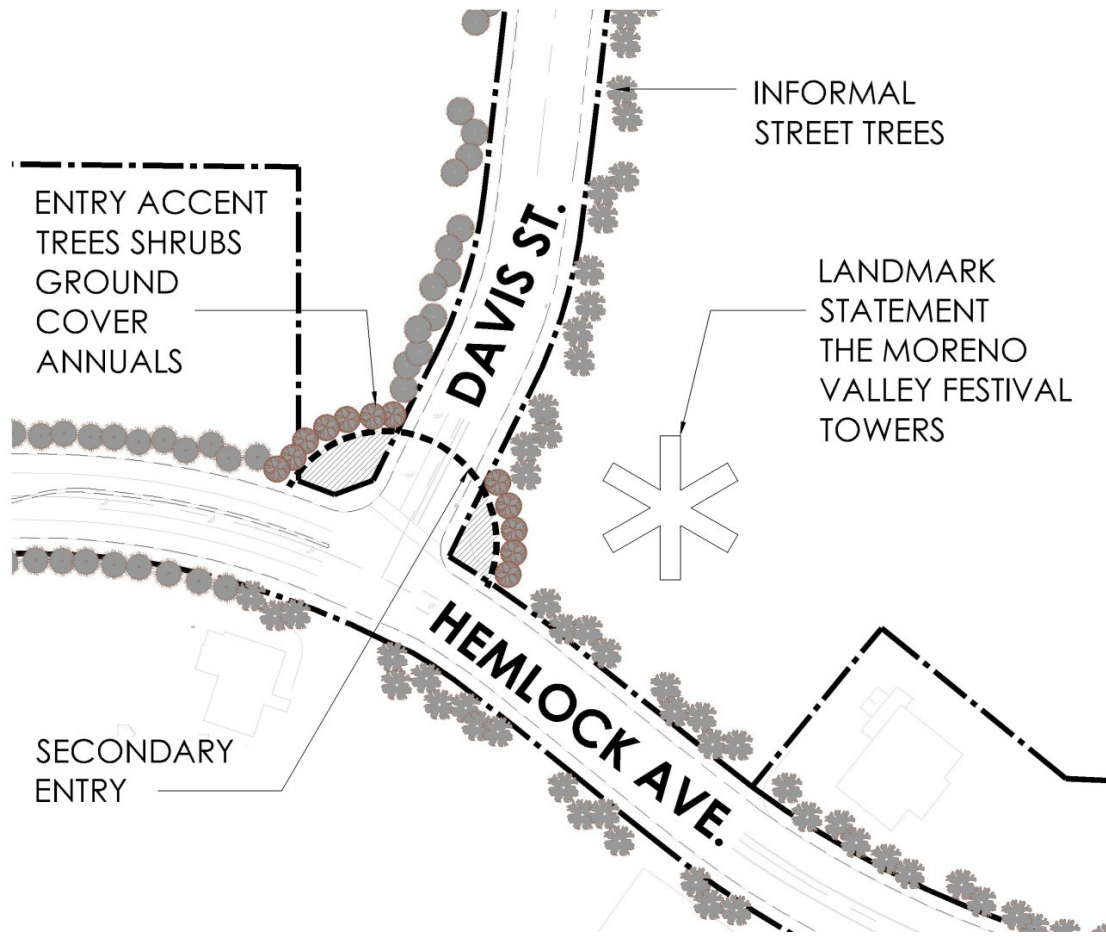 INFORMAL
STREET TREES
ENTRY ACCENT
TREES SHRUBS
GROUND
COVER
ANNUALS
DAVIS ST.
LANDMARK
STATEMENT
THE MORENO
VALLEY FESTIVAL
TOWERS
HEMLOCK AVE.
SECONDARY
ENTRY